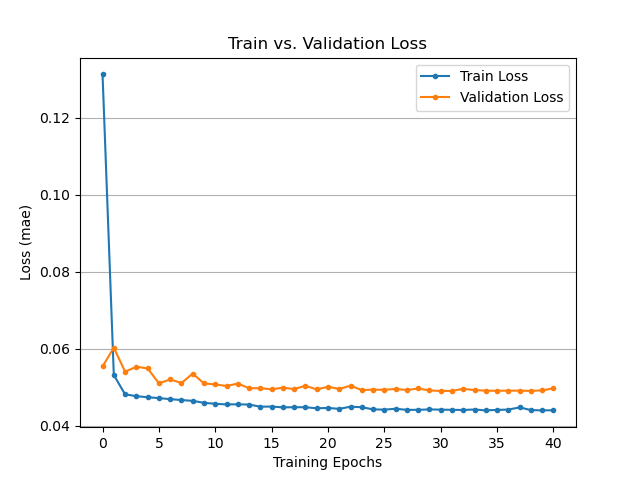 Train vs. Validation Loss
Train Loss
Validation Loss
0.12
0.10
0.08
0.06
0.04
Loss (mae)
0 5 10 15 20 25 30 35 40
Training Epochs